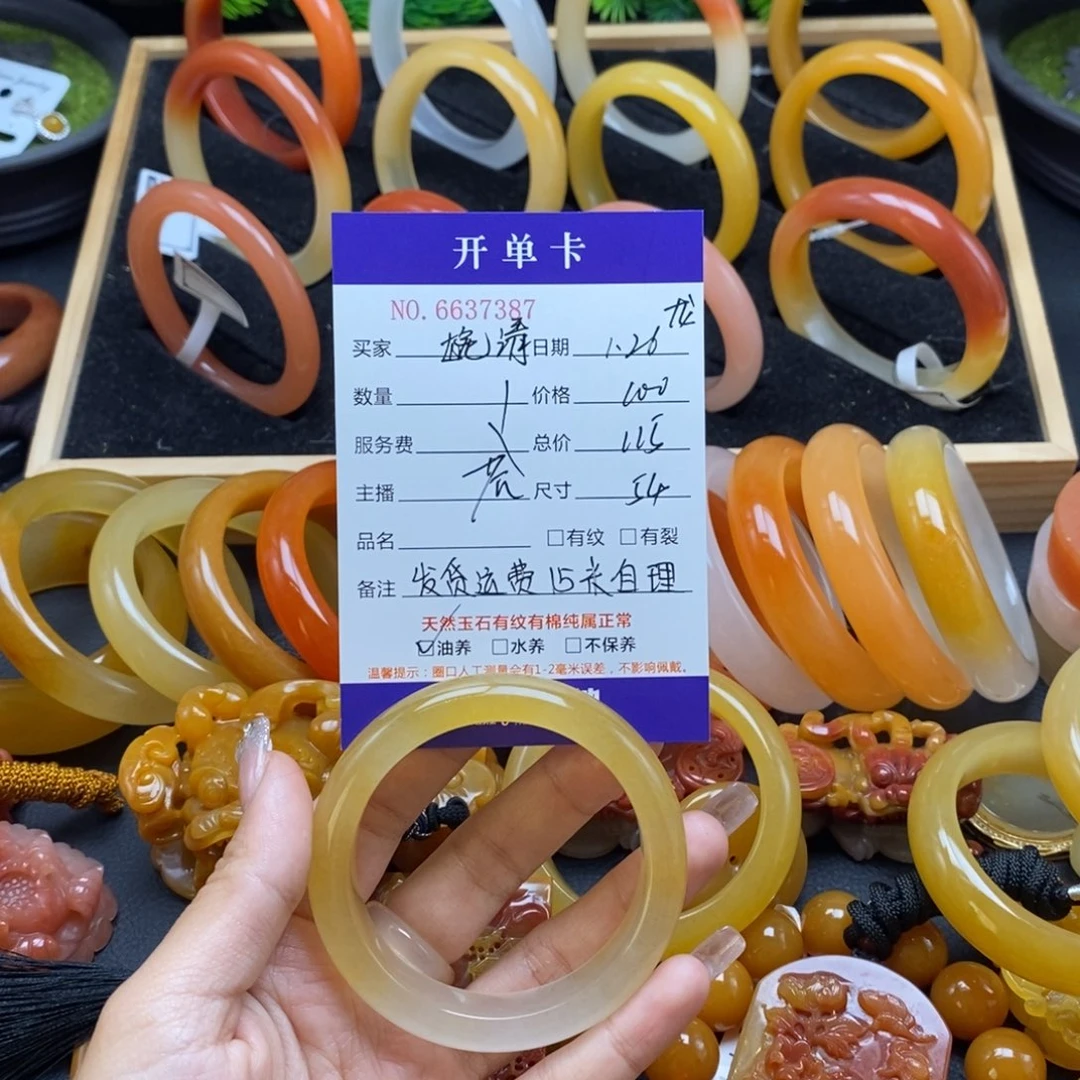 开单卡
NO.6637387 龙
买家 日期 1.26
数量 1 价格 100
服务费 总价 115
主播 尺寸 54
品名 □有纹 □有裂
备注 发货运费15天自理
天然玉石有纹有棉纯属正常
☑油养 □水养 □不保养
温馨提示：圈口人工测量会有1-2毫米误差，不影响佩戴。